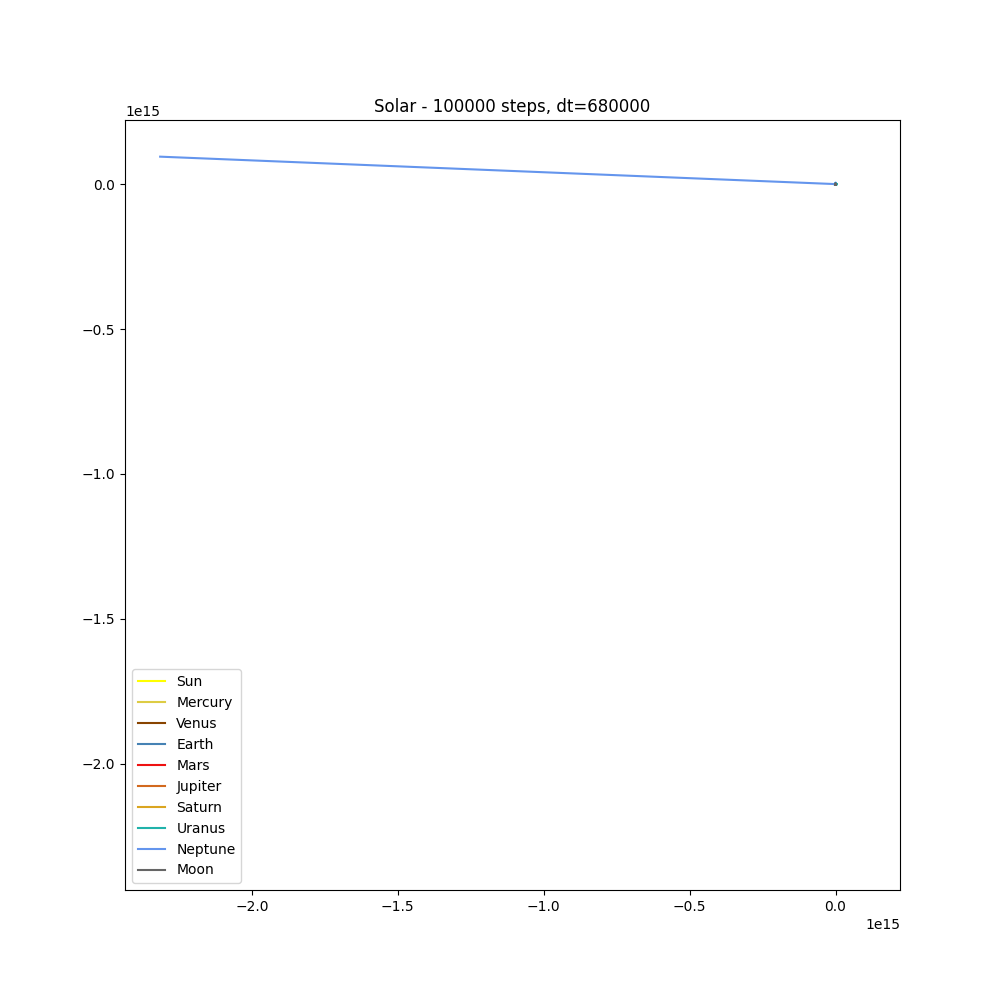 Solar - 100000 steps, dt=680000
1e15
0.0
−0.5
−1.0
−1.5
−2.0
Sun
Mercury
Venus
Earth
Mars
Jupiter
Saturn
Uranus
Neptune
Moon
−2.0 −1.5 −1.0 −0.5 0.0
1e15